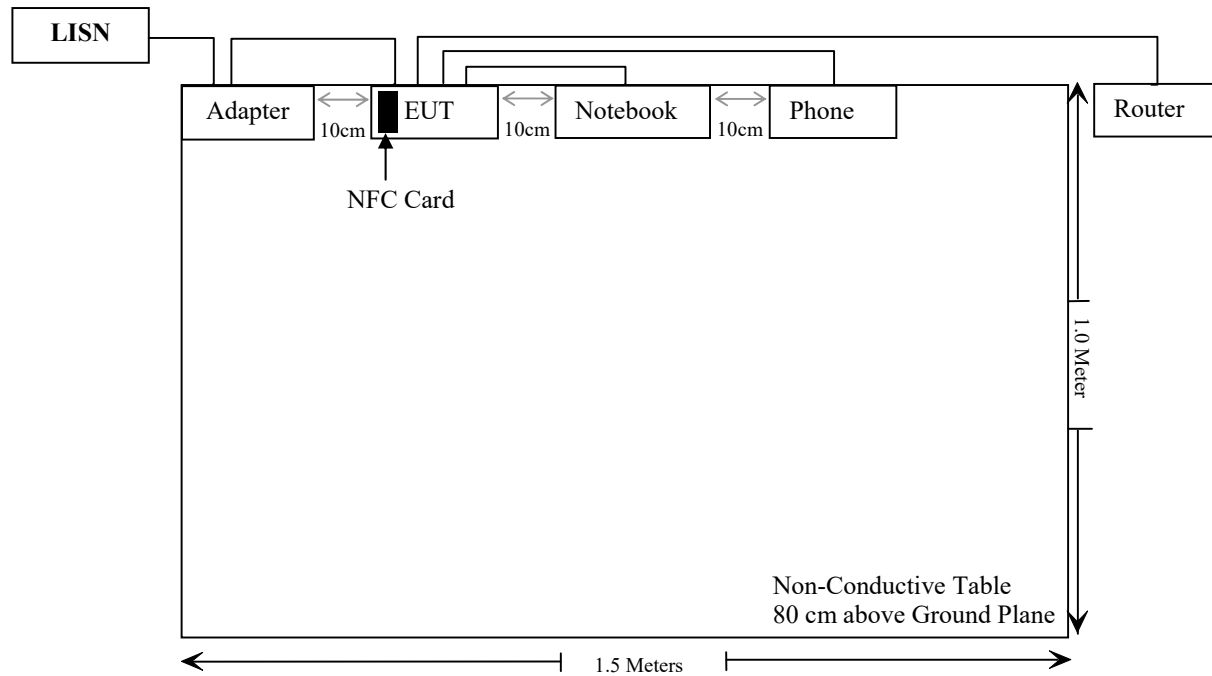 LISN
Adapter
EUT
Notebook
Phone
Router
10cm
10cm
10cm
NFC Card
1.0 Meter
Non-Conductive Table
80 cm above Ground Plane
1.5 Meters